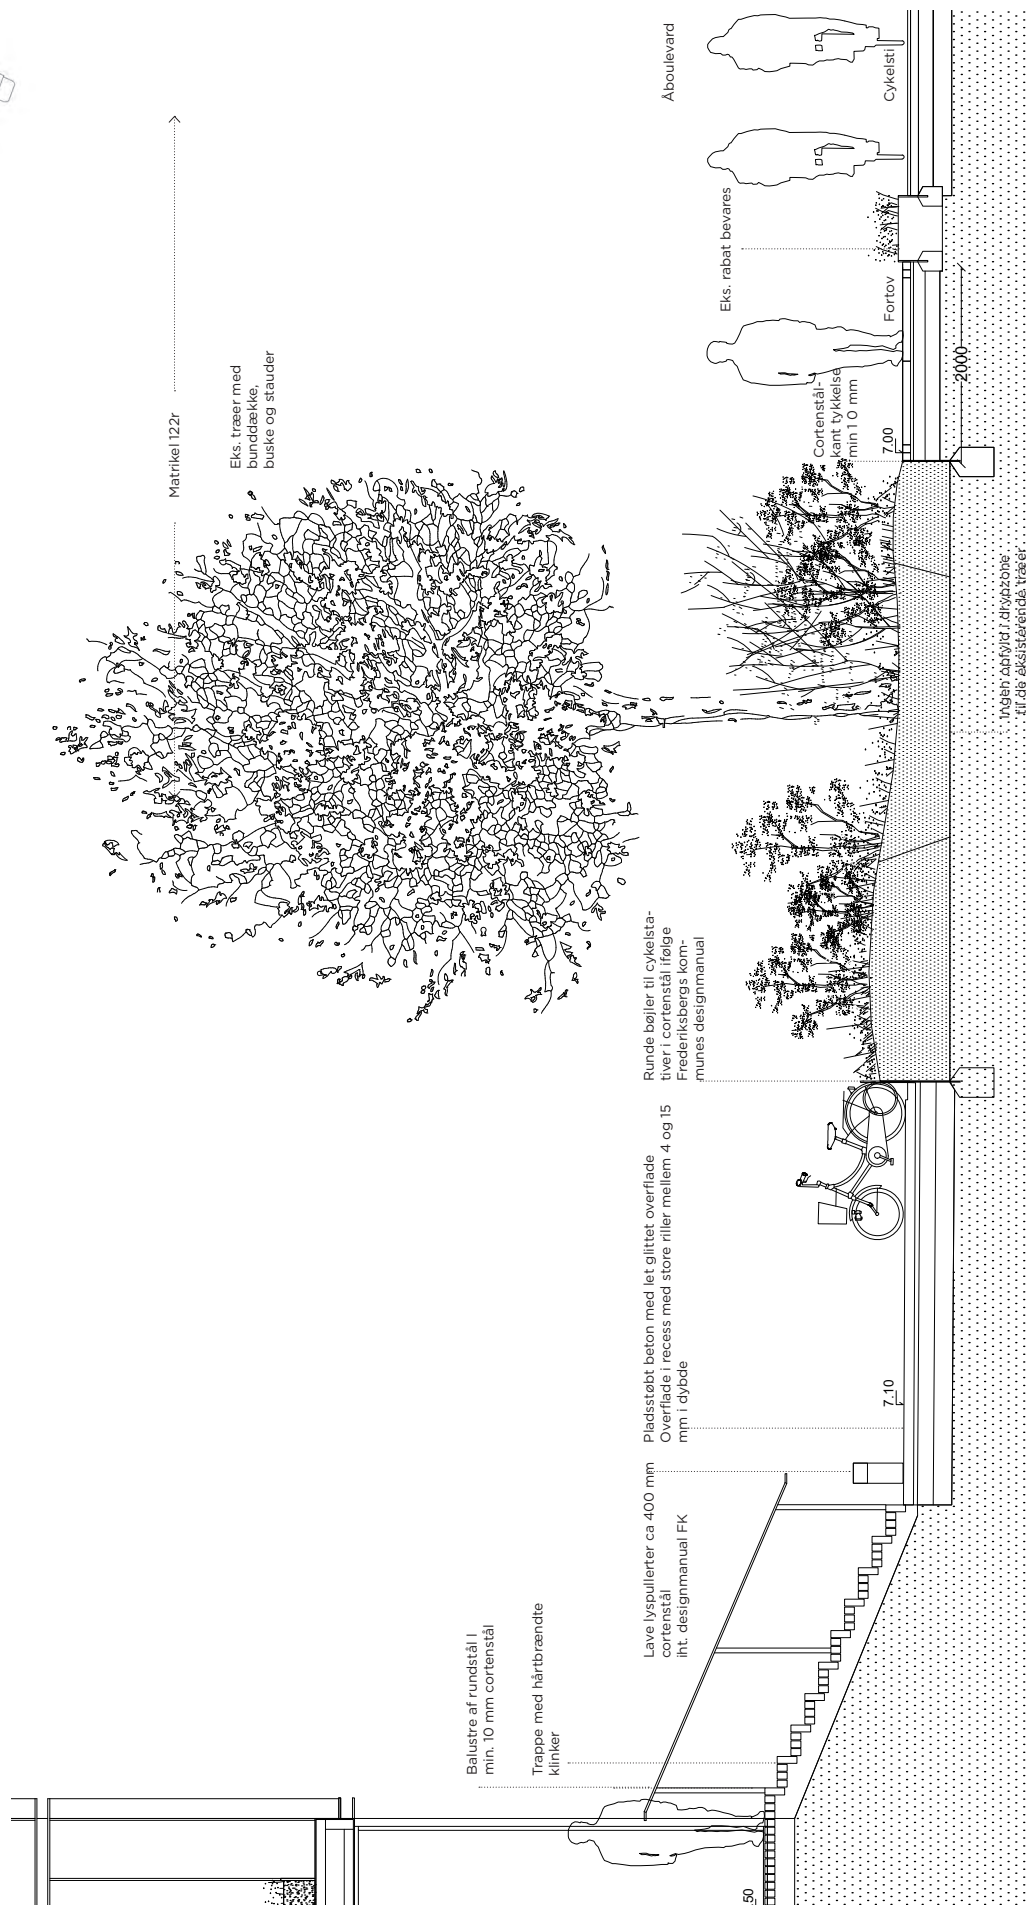 Matrikel 122r
Eks. træer med
bunddække,
buske og stauder
Balustre af rundstål I
min. 10 mm cortenstål
Trappe med hårtbrændte
klinker
Lave lyspullerter ca 400 mm
cortenstål
iht. designmanual FK
Pladsstøbt beton med let glittet overflade
Overflade i recess med store riller mellem 4 og 15
mm i dybde
Runde bøjler til cykelsta-
tiver i cortenstål ifølge
Frederiksbergs kom-
munes designmanual
Cortenstål-
kant tykkelse
min 1 0 mm
Eks. rabat bevares
Åboulevard
50
7.10
7.00
Fortov
Cykelsti
2000
Ingen opfyld i drypzone
til de eksisterende træer